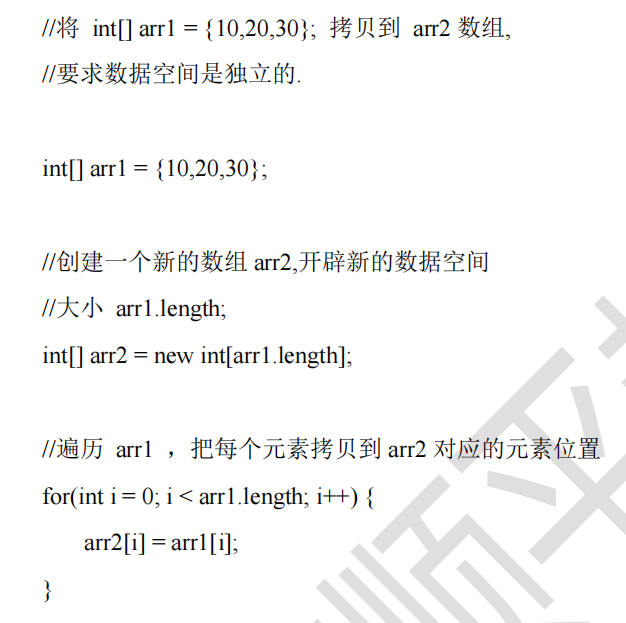 //将 int[] arr1 = {10,20,30}; 拷贝到 arr2 数组,
//要求数据空间是独立的.
int[] arr1 = {10,20,30};
//创建一个新的数组 arr2,开辟新的数据空间
//大小 arr1.length;
int[] arr2 = new int[arr1.length];
//遍历 arr1 ，把每个元素拷贝到 arr2 对应的元素位置
for(int i = 0; i < arr1.length; i++) {
arr2[i] = arr1[i];
}
顺平